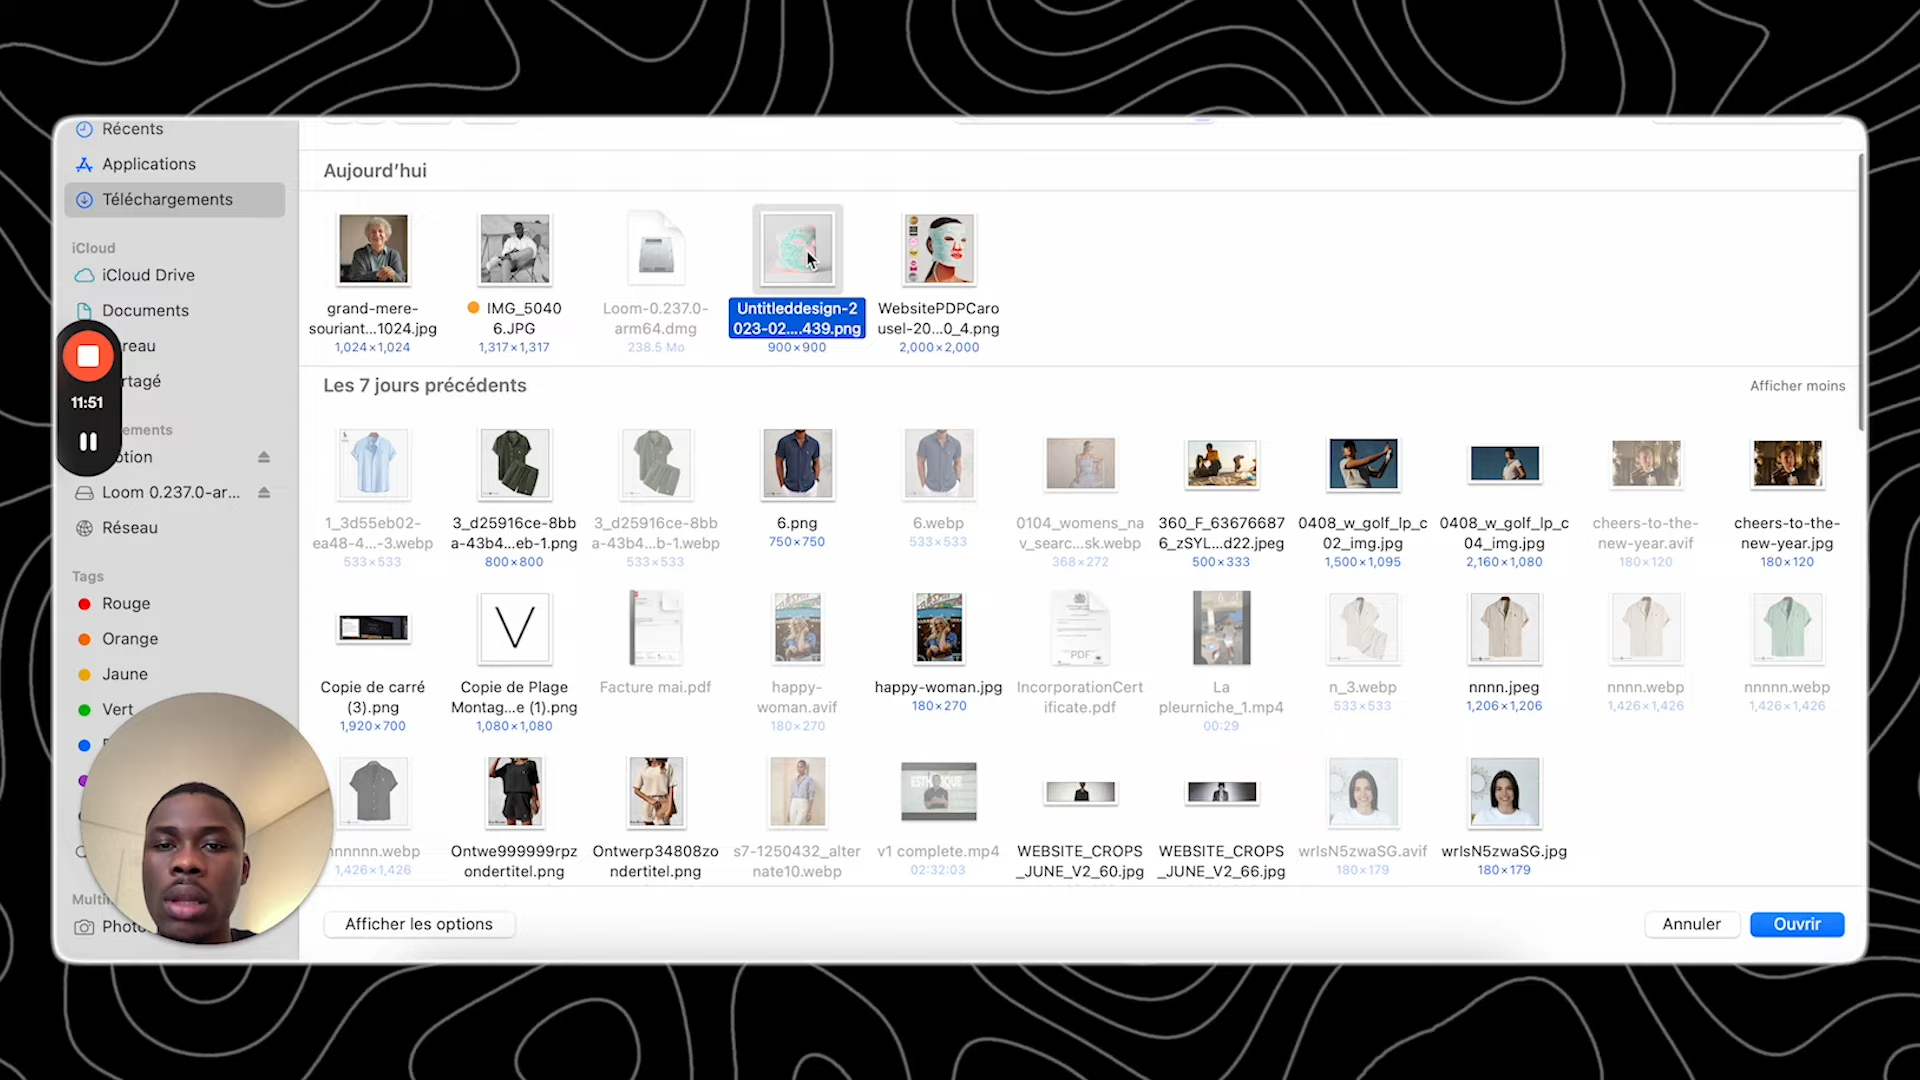 Récents
Applications
Téléchargements
iCloud
iCloud Drive
Documents
reau
rtagé
11:51
ements
otion
Loom 0.237.0-ar...
Réseau
Tags
Rouge
Orange
Jaune
Vert
Photo
Aujourd'hui
grand-mere-
souriant...1024.jpg
1,024×1,024
IMG_5040
6.JPG
1,317×1,317
Loom-0.237.0-
arm64.dmg
238.5 Mo
Untitleddesign-2
023-02....439.png
900×900
WebsitePDPCaro
usel-20...0_4.png
2,000×2,000
Les 7 jours précédents
Afficher moins
1_3d55eb02-
ea48-4...-3.webp
533×533
3_d25916ce-8bb
a-43b4...eb-1.png
800×800
3_d25916ce-8bb
a-43b4...b-1.webp
533×533
6.png
750×750
6.webp
533×533
0104_womens_na
v_searc...sk.webp
368×272
360_F_63676687
6_zSYL...d22.jpeg
500×333
0408_w_golf_lp_c
02_img.jpg
1,500×1,095
0408_w_golf_lp_c
04_img.jpg
2,160×1,080
cheers-to-the-
new-year.avif
180×120
cheers-to-the-
new-year.jpg
180×120
Copie de carré
(3).png
1,920×700
V
Copie de Plage
Montag...e (1).png
1,080×1,080
Facture mai.pdf
happy-
woman.avif
180×270
happy-woman.jpg
180×270
PDF
IncorporationCert
ificate.pdf
La
pleurniche_1.mp4
00:29
n_3.webp
533×533
nnnn.jpeg
1,206×1,206
nnnn.webp
1,426×1,426
nnnnn.webp
1,426×1,426
nnnnnn.webp
1,426×1,426
Ontwe999999rpz
ondertitel.png
Ontwerp34808zo
ndertitel.png
s7-1250432_alter
nate10.webp
v1 complete.mp4
02:32:03
WEBSITE_CROPS
_JUNE_V2_60.jpg
WEBSITE_CROPS
_JUNE_V2_66.jpg
wrlsN5zwaSG.avif
180×179
wrlsN5zwaSG.jpg
180×179
Multi
Afficher les options
Annuler
Ouvrir